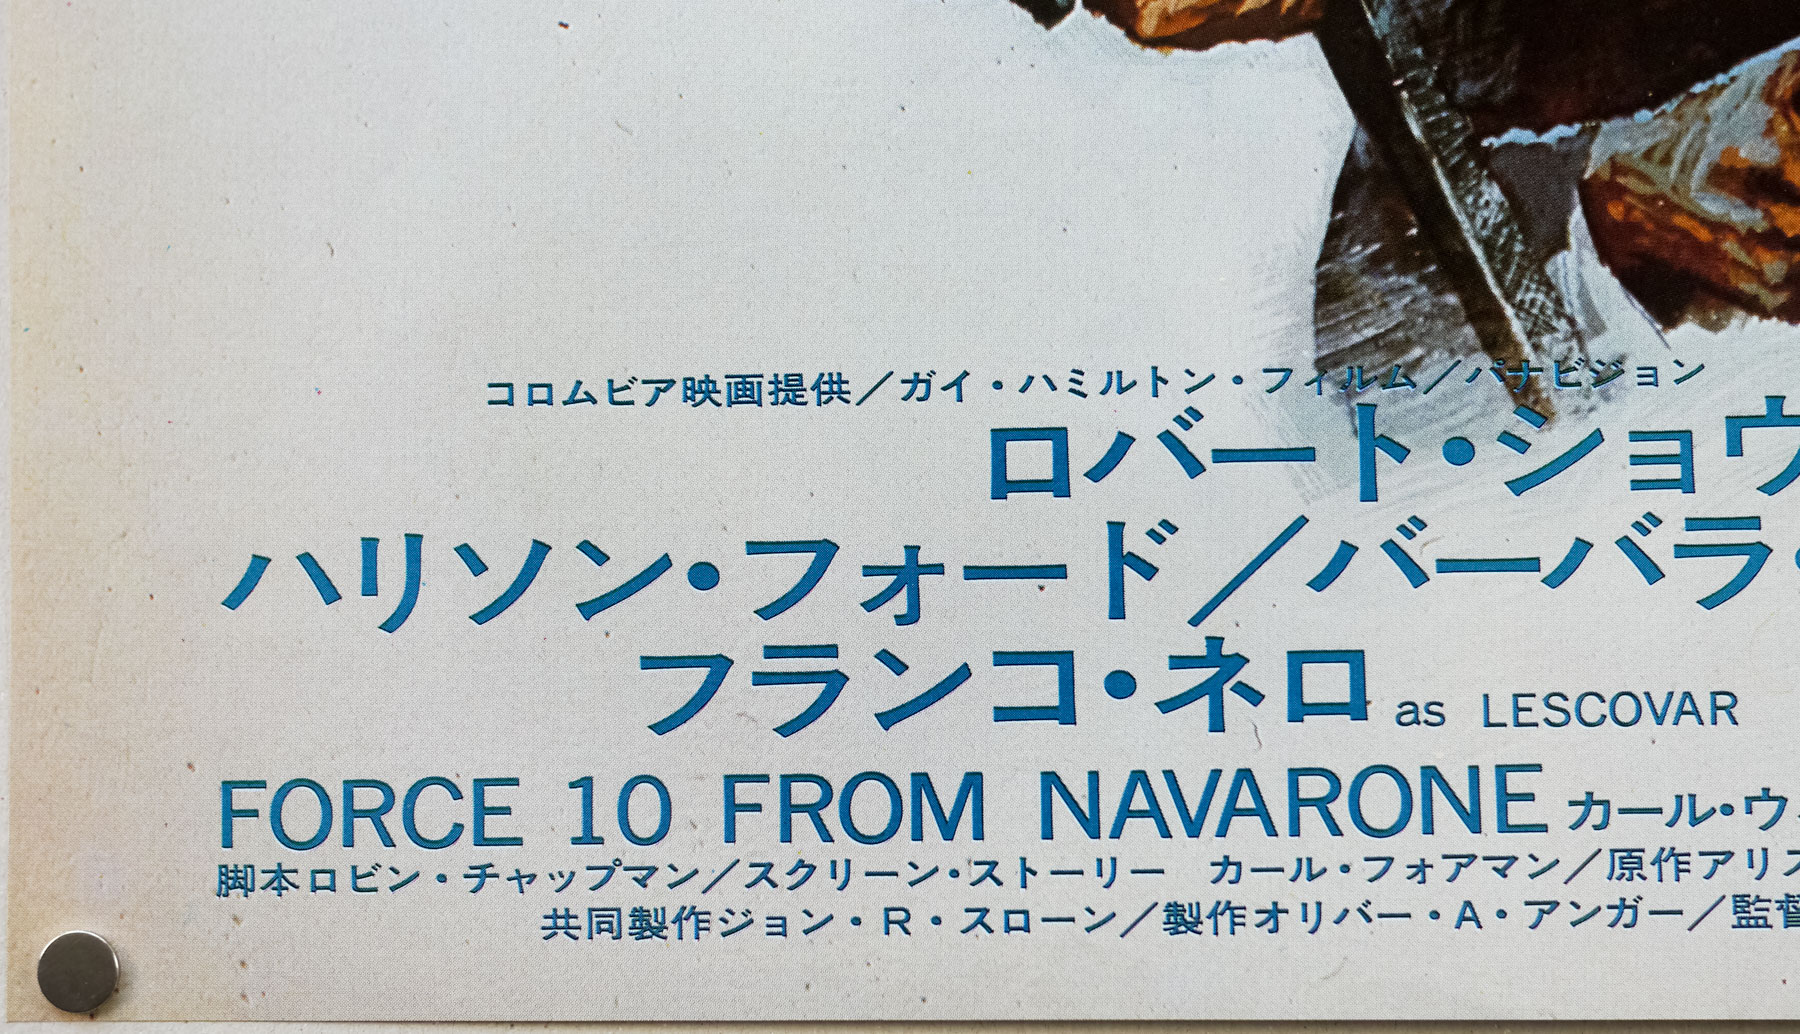 コロムビア映画提供／ガイ・ハミルトン・フィルム／パナビジョン
ロバート・ショウ
ハリソン・フォード／バーバラ・
フランコ・ネロ as LESCOVAR
FORCE 10 FROM NAVARONE カール・ウ
脚本ロビン・チャップマン／スクリーン・ストーリー カール・フォアマン／原作アリス
共同製作ジョン・R・スローン／製作オリバー・A・アンガー／監督